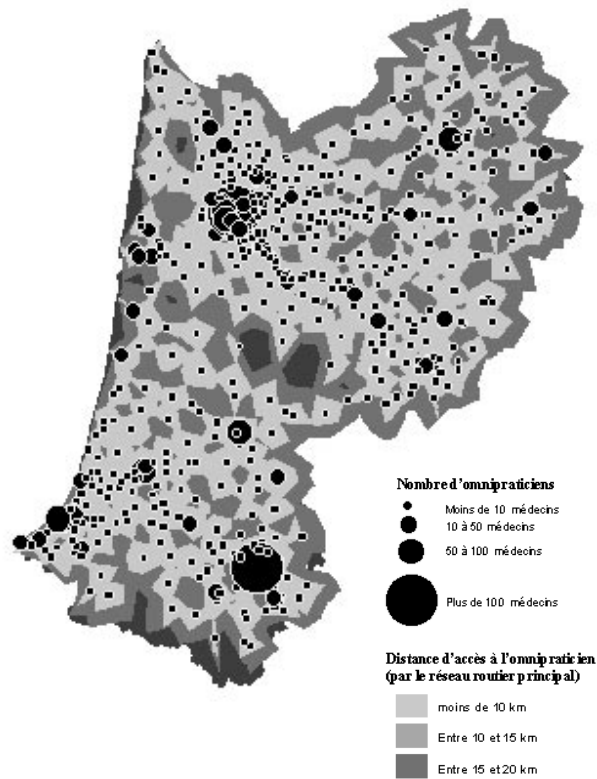 Nombre d'omnipraticiens
Moins de 10 médecins
10 à 50 médecins
50 à 100 médecins
Plus de 100 médecins
Distance d'accès à l'omnipraticien
(par le réseau routier principal)
moins de 10 km
Entre 10 et 15 km
Entre 15 et 20 km